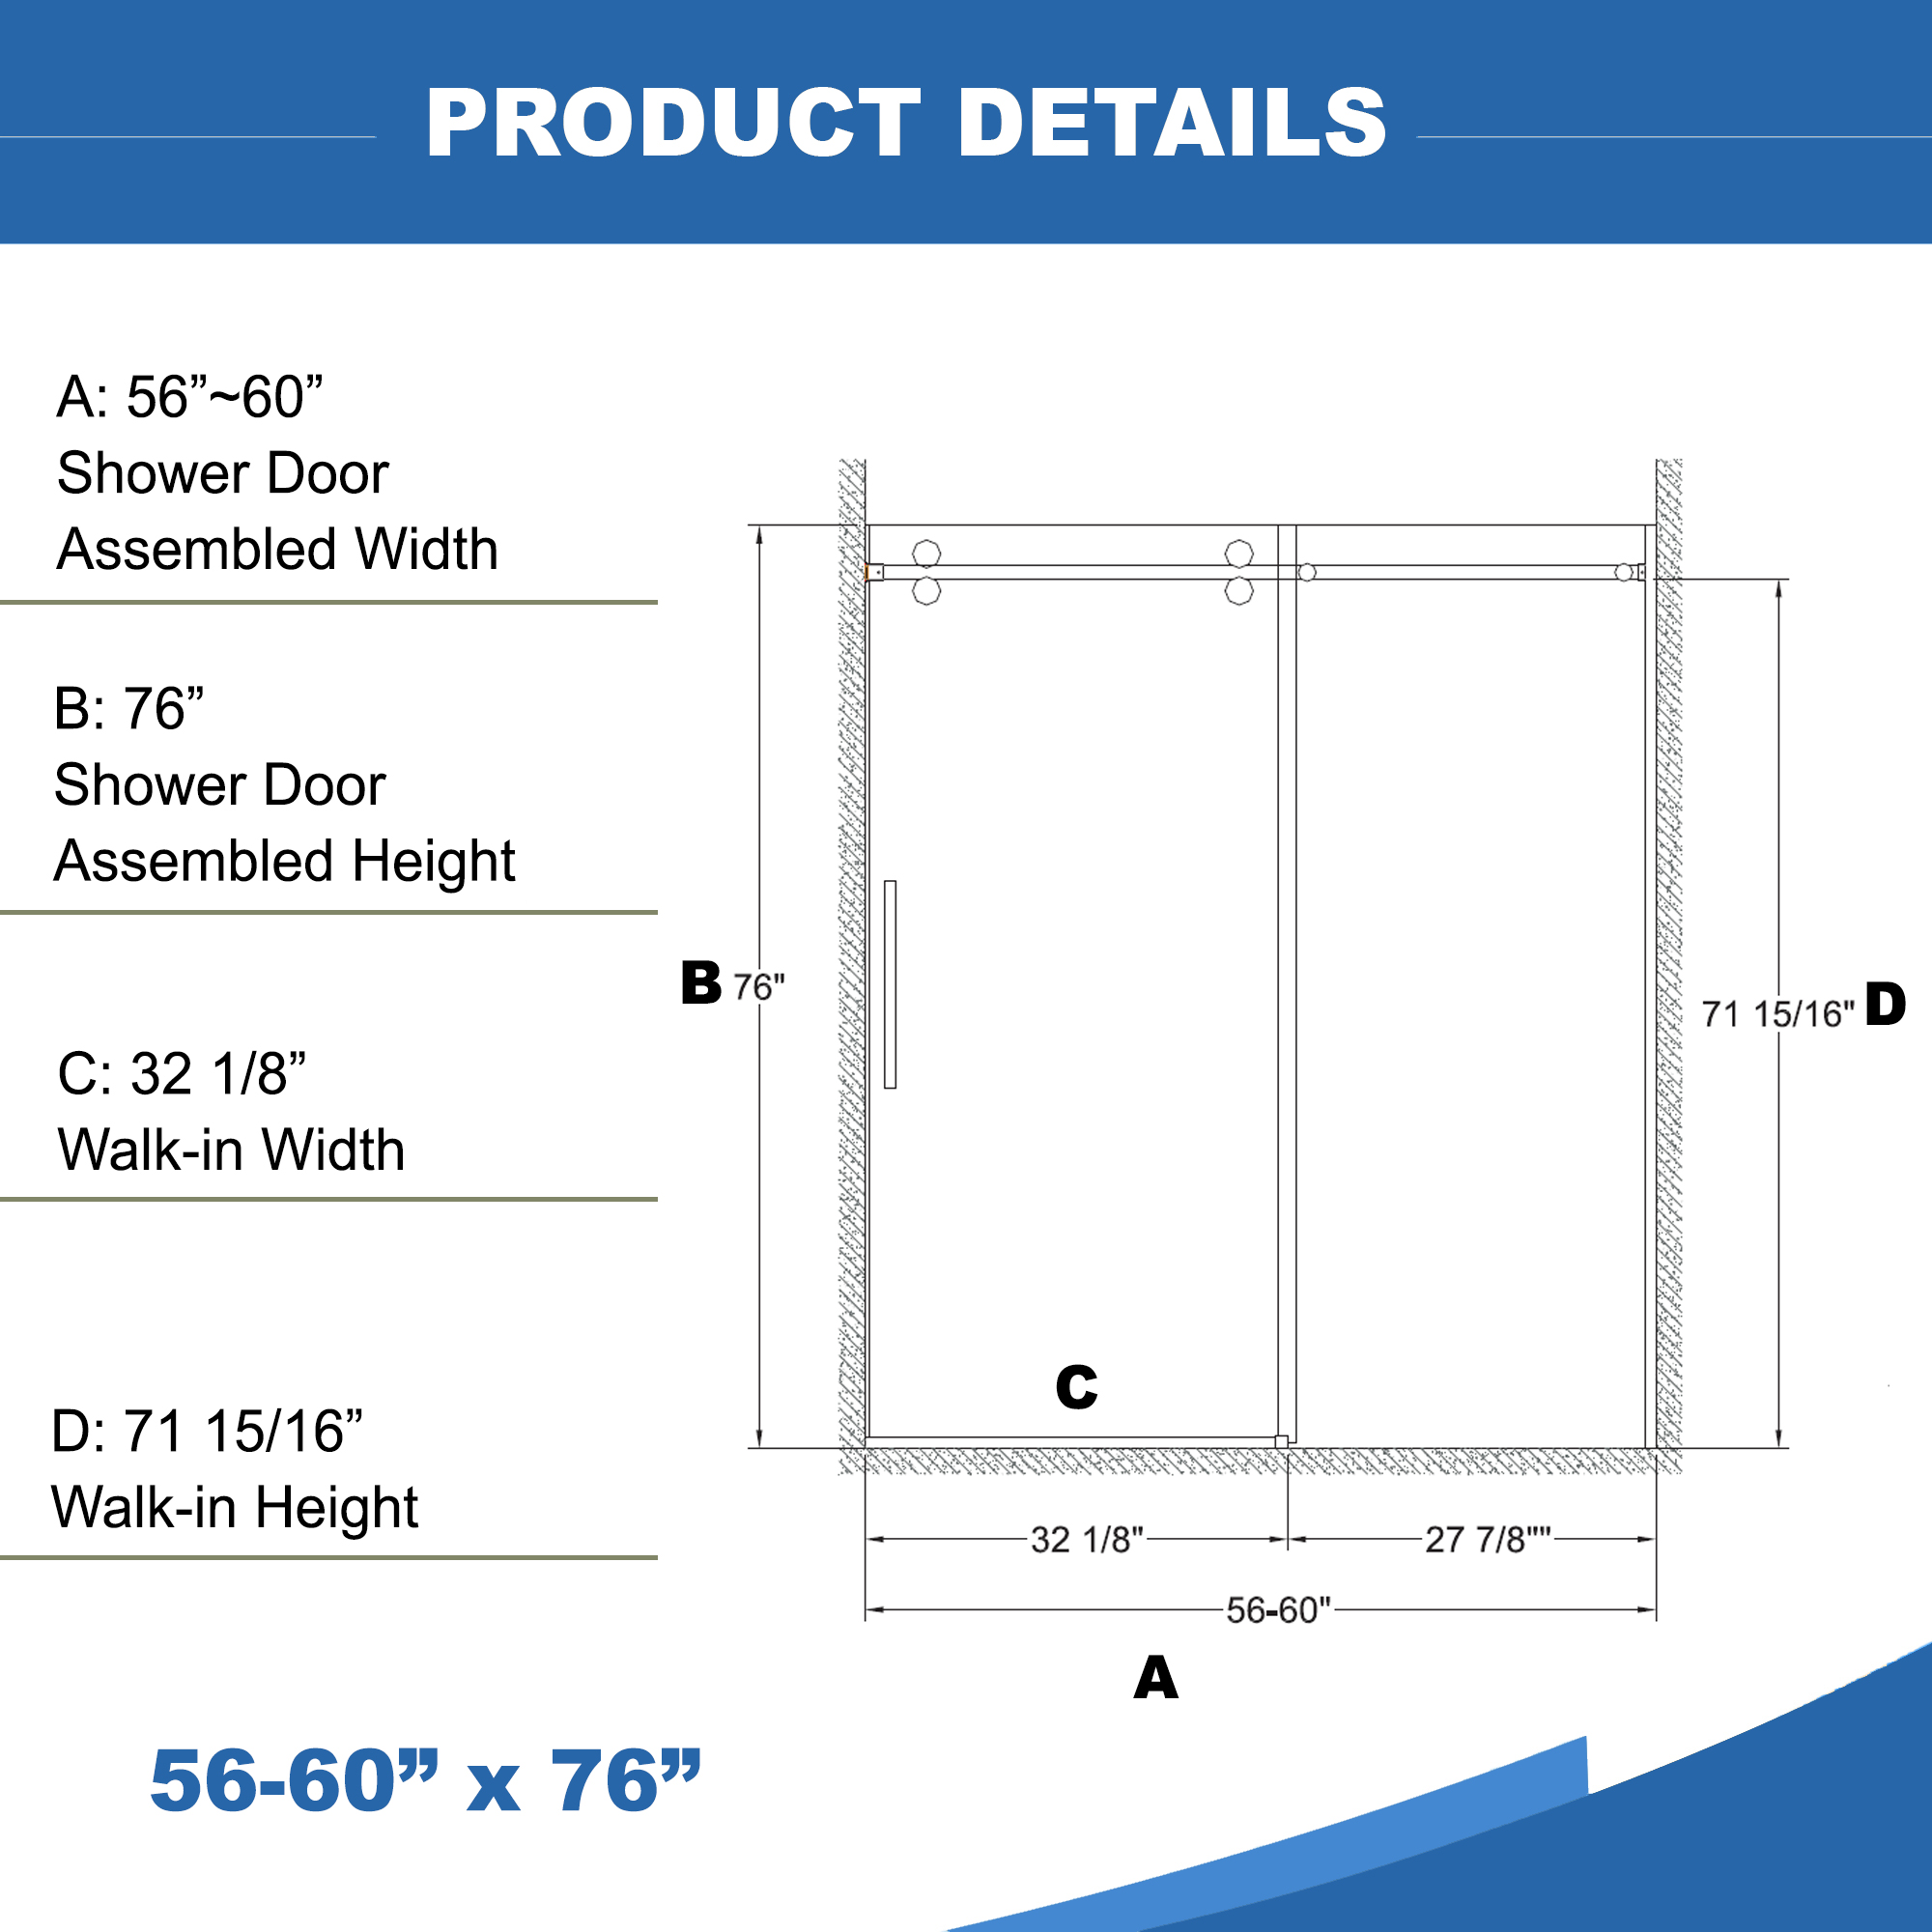 PRODUCT DETAILS
A: 56”~60”
Shower Door
Assembled Width
B: 76”
Shower Door
Assembled Height
C: 32 1/8”
Walk-in Width
D: 71 15/16”
Walk-in Height
56-60” x 76”
B 76"
71 15/16" D
C
32 1/8" 27 7/8""
56-60"
A